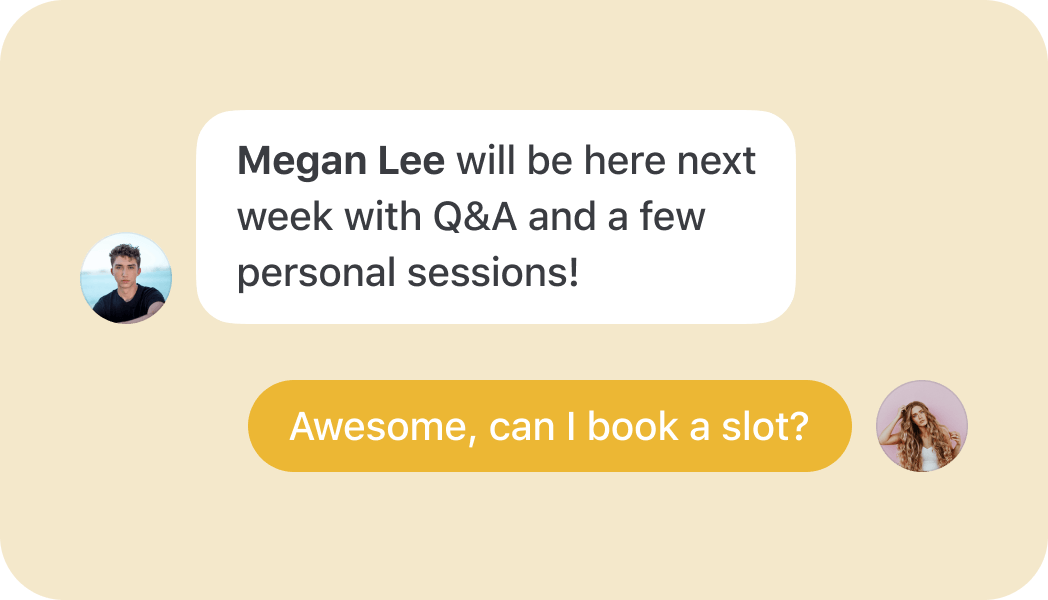 Megan Lee will be here next
week with Q&A and a few
personal sessions!
Awesome, can I book a slot?